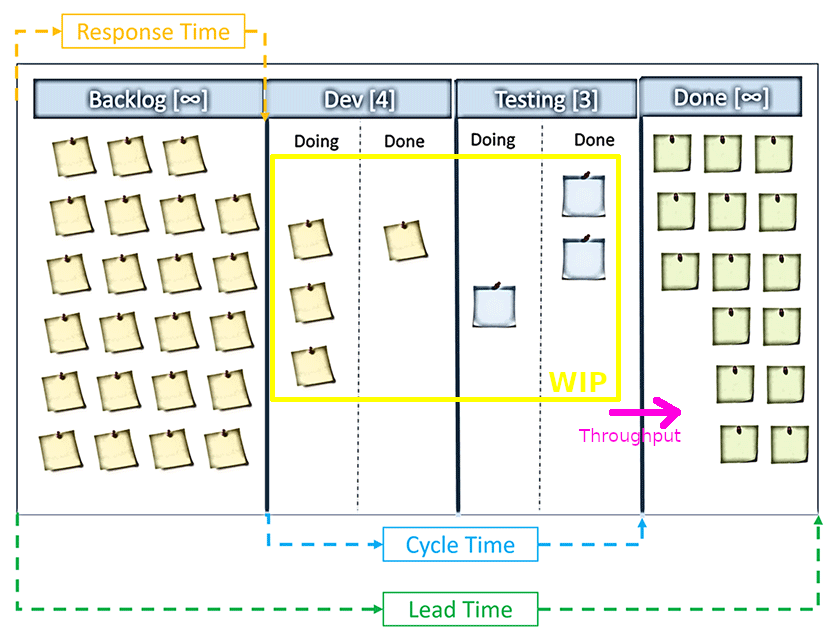 Response Time
Backlog [∞]
Dev [4]
Testing [3]
Done [∞]
Doing
Done
Doing
Done
WIP
Throughput
Cycle Time
Lead Time